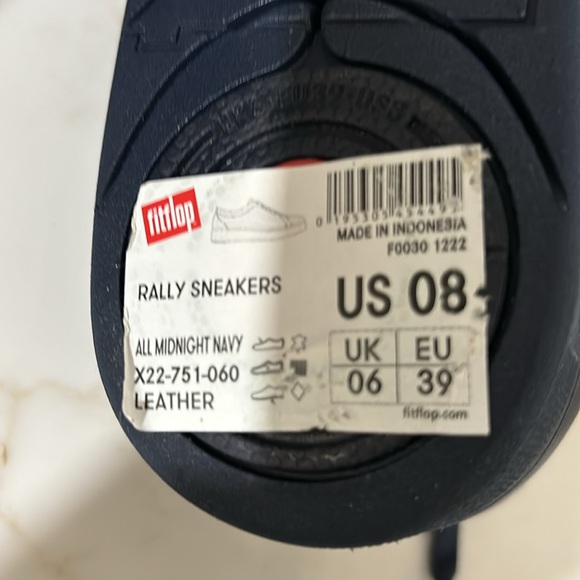 fitflop
MADE IN INDONESIA
F0030 1222
RALLY SNEAKERS
US 08
ALL MIDNIGHT NAVY
X22-751-060
LEATHER
UK EU
06 39
fitflop.com